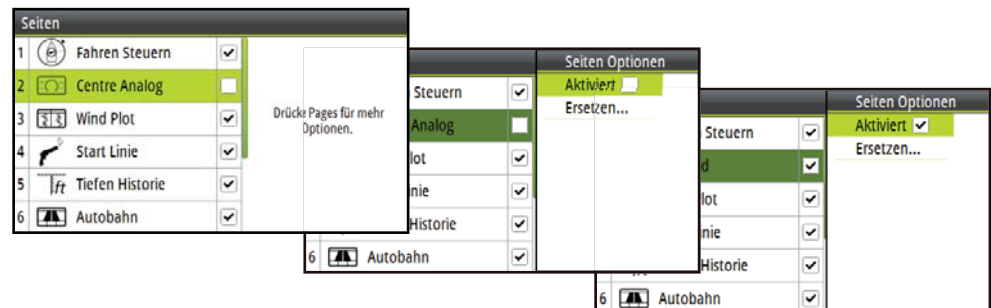 Seiten
1 Fahren Steuern
2 Centre Analog
3 Wind Plot
4 Start Linie
5 ft Tiefen Historie
6 Autobahn
Drücke Pages für mehr
Optionen.
Seiten Optionen
Aktiviert
Ersetzen...
Steuern
Analog
lot
nie
Historie
6 Autobahn
Seiten Optionen
Aktiviert
Ersetzen...
Steuern
d
lot
nie
Historie
6 Autobahn